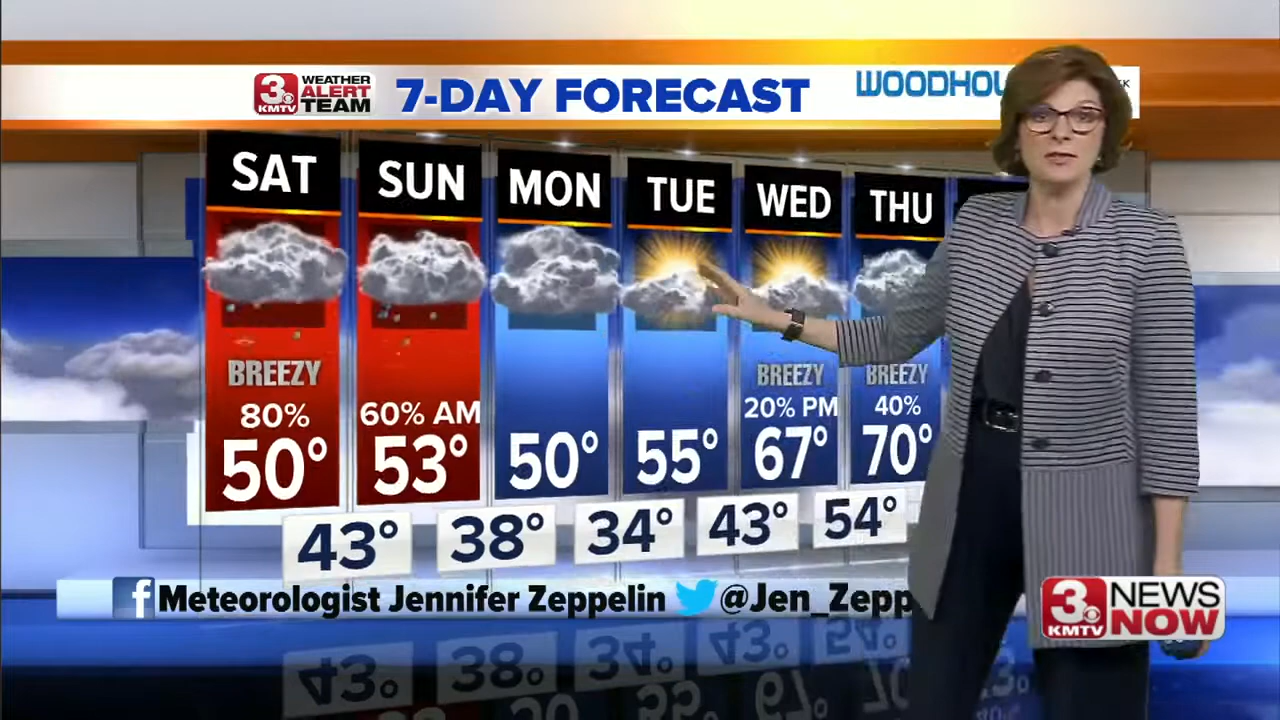 3 KMTV WEATHER ALERT TEAM 7-DAY FORECAST
SAT SUN MON TUE WED THU
BREEZY BREEZY BREEZY
80% 60% AM 20% PM 40%
50° 53° 50° 55° 67° 70°
43° 38° 34° 43° 54°
f Meteorologist Jennifer Zeppelin @Jen_Zepp
3 KMTV NEWS NOW